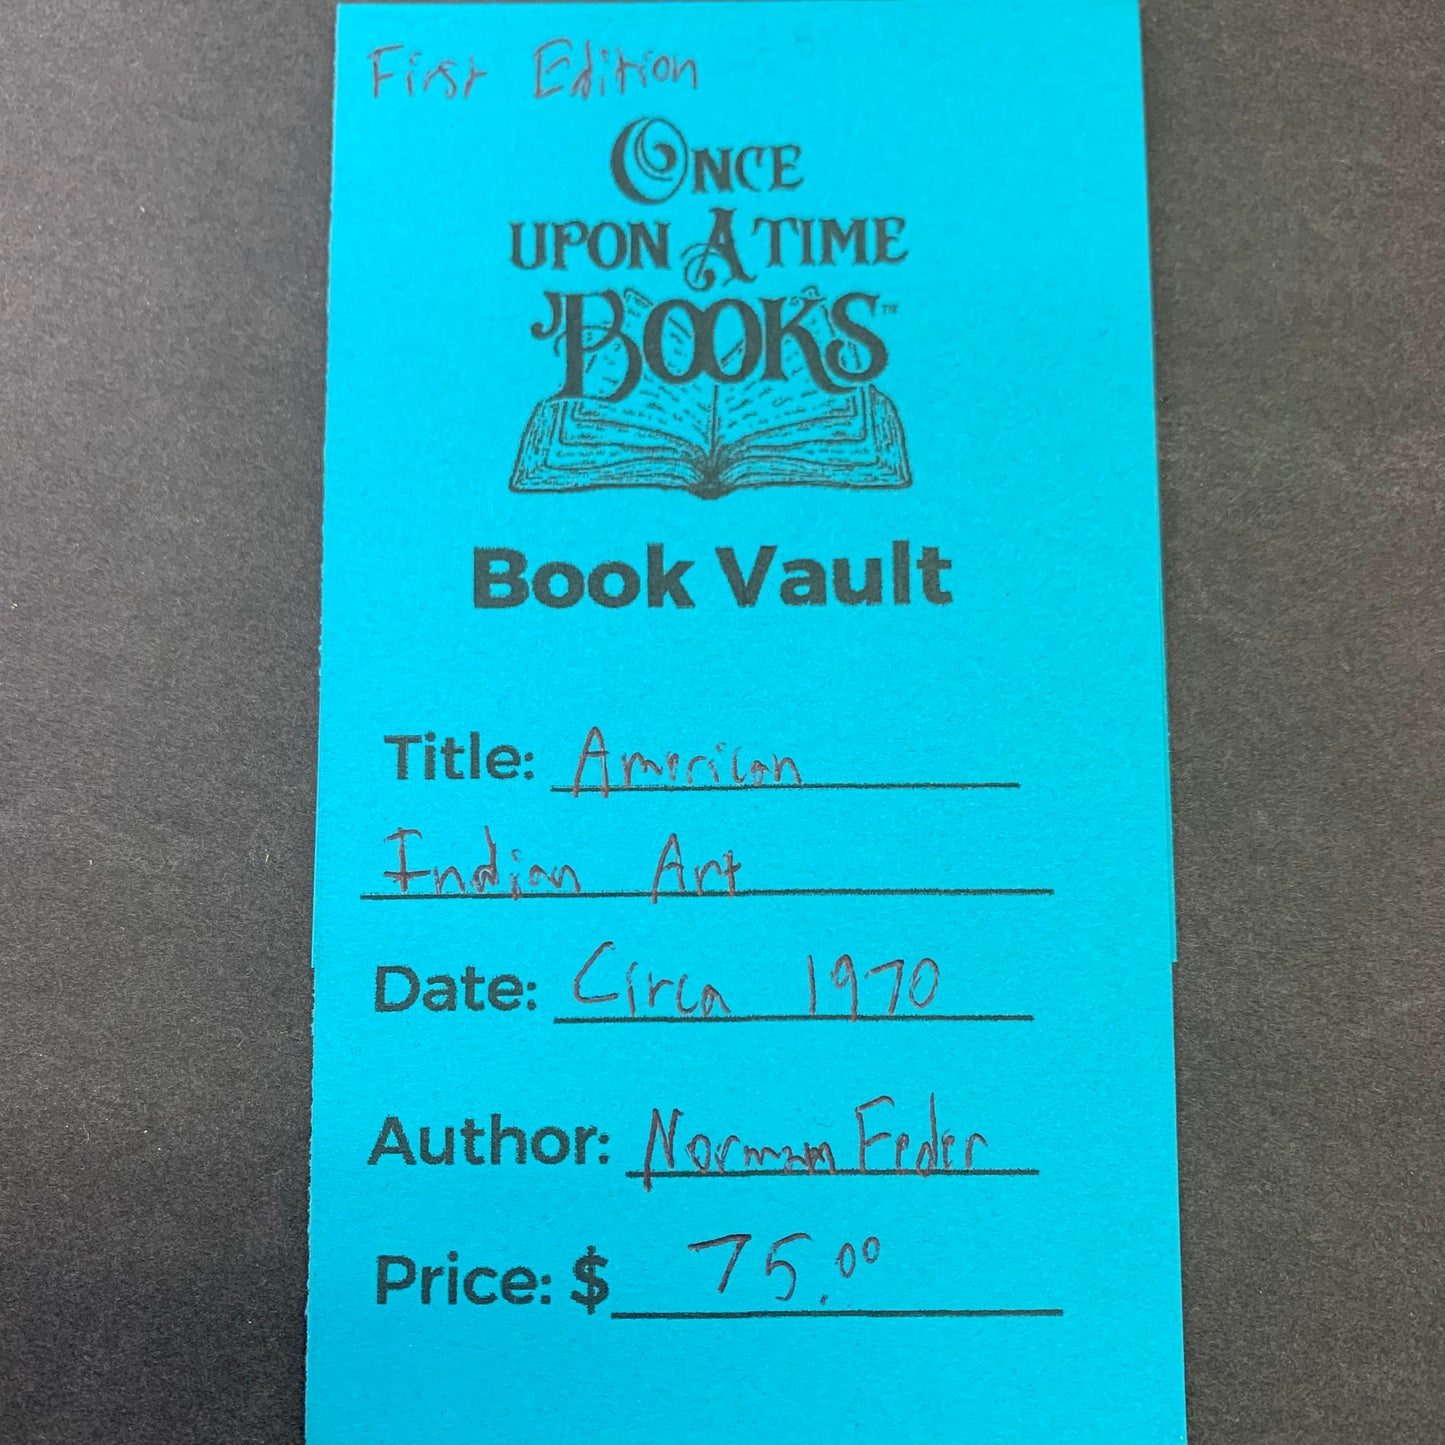 First Edition
ONCE
UPON A TIME
BOOKS™
Book Vault
Title: American
Indian Art
Date: Circa 1970
Author: Norman Feder
Price: $ 75.00